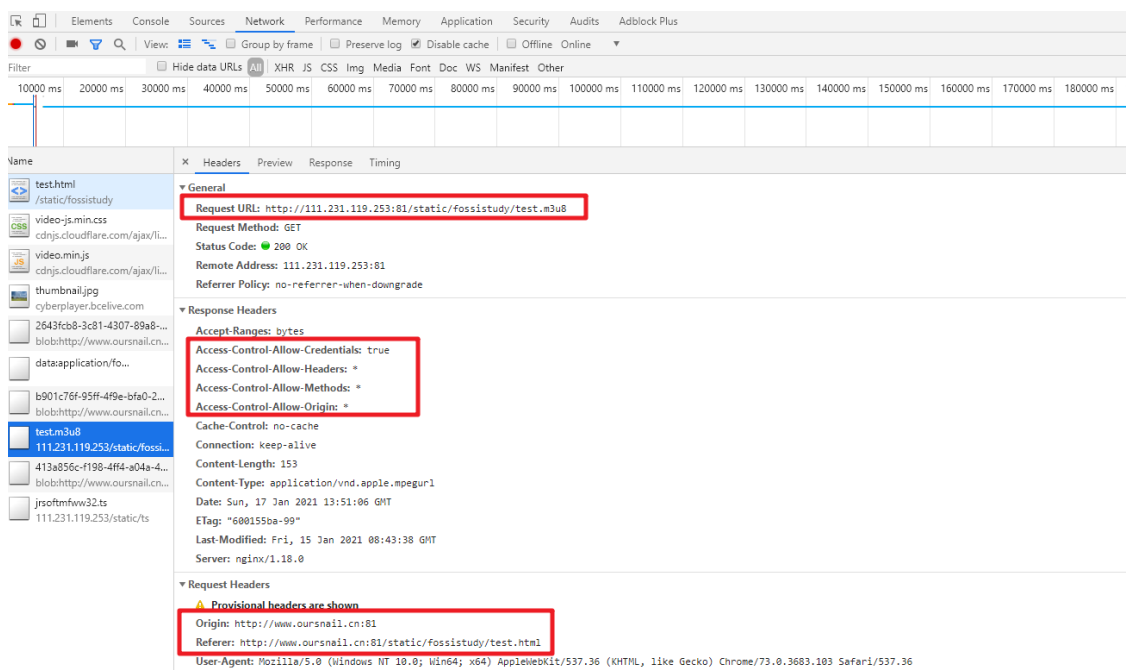 Elements Console Sources Network Performance Memory Application Security Audits Adblock Plus
View: Group by frame Preserve log Disable cache Offline Online
Filter Hide data URLs All XHR JS CSS Img Media Font Doc WS Manifest Other
10000 ms 20000 ms 30000 ms 40000 ms 50000 ms 60000 ms 70000 ms 80000 ms 90000 ms 100000 ms 110000 ms 120000 ms 130000 ms 140000 ms 150000 ms 160000 ms 170000 ms 180000 ms
Name
test.html
/static/fossistudy
video-js.min.css
cdnjs.cloudflare.com/ajax/li...
video.min.js
cdnjs.cloudflare.com/ajax/li...
thumbnail.jpg
cyberplayer.bcelive.com
2643fcb8-3c81-4307-89a8-...
blob:http://www.oursnail.cn...
data:application/fo...
b901c76f-95ff-4f9e-bfa0-2...
blob:http://www.oursnail.cn...
test.m3u8
111.231.119.253/static/fossi...
413a856c-f198-4ff4-a04a-4...
blob:http://www.oursnail.cn...
jrsoftmfww32.ts
111.231.119.253/static/ts
× Headers Preview Response Timing
General
Request URL: http://111.231.119.253:81/static/fossistudy/test.m3u8
Request Method: GET
Status Code: 200 OK
Remote Address: 111.231.119.253:81
Referrer Policy: no-referrer-when-downgrade
Response Headers
Accept-Ranges: bytes
Access-Control-Allow-Credentials: true
Access-Control-Allow-Headers: *
Access-Control-Allow-Methods: *
Access-Control-Allow-Origin: *
Cache-Control: no-cache
Connection: keep-alive
Content-Length: 153
Content-Type: application/vnd.apple.mpegurl
Date: Sun, 17 Jan 2021 13:51:06 GMT
ETag: "600155ba-99"
Last-Modified: Fri, 15 Jan 2021 08:43:38 GMT
Server: nginx/1.18.0
Request Headers
Provisional headers are shown
Origin: http://www.oursnail.cn:81
Referer: http://www.oursnail.cn:81/static/fossistudy/test.html
User-Agent: Mozilla/5.0 (Windows NT 10.0; Win64; x64) AppleWebKit/537.36 (KHTML, like Gecko) Chrome/73.0.3683.103 Safari/537.36